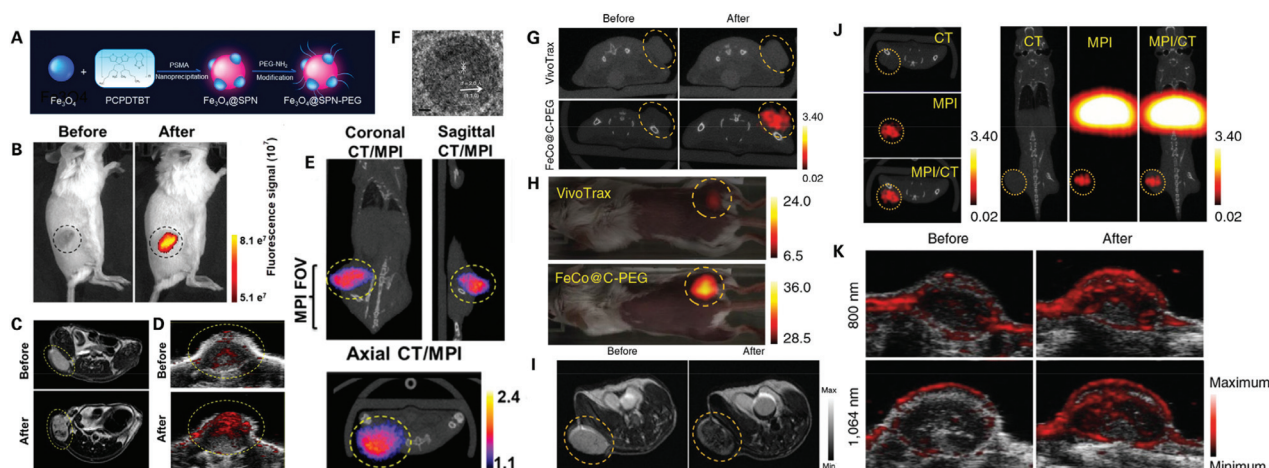 A
Fe₃O₄
+
PCPDTBT
PSMA
Nanoprecipitation
Fe₃O₄@SPN
PEG-NH₂
Modification
Fe₃O₄@SPN-PEG
B
Before
After
Fluorescence signal (10⁷)
8.1 e⁷
5.1 e⁷
C
Before
After
D
Before
After
E
Coronal
CT/MPI
Sagittal
CT/MPI
MPI FOV
Axial CT/MPI
2.4
1.1
F
G
Before
After
VivoTrax
FeCo@C-PEG
3.40
0.02
H
VivoTrax
24.0
6.5
FeCo@C-PEG
36.0
28.5
I
Before
After
Max
Min
J
CT
MPI
MPI/CT
3.40
0.02
CT
MPI
MPI/CT
3.40
0.02
K
Before
After
800 nm
1,064 nm
Maximum
Minimum